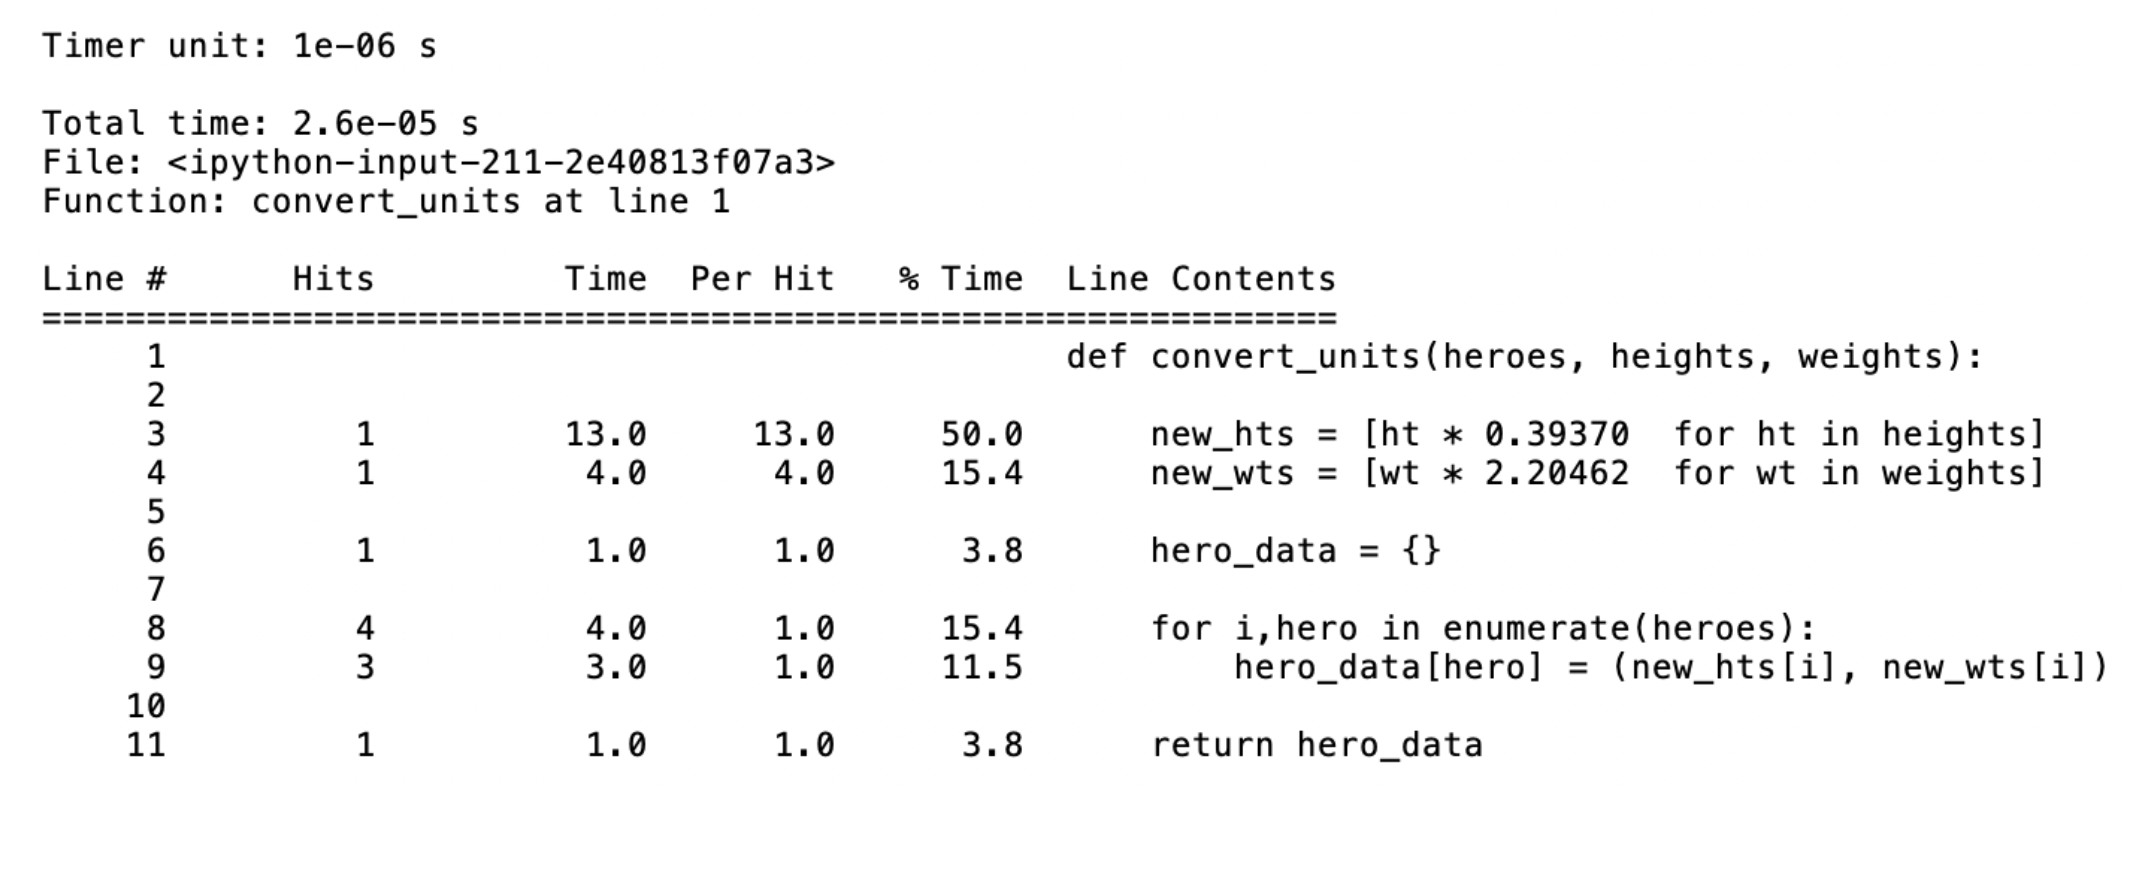 Timer unit: 1e-06 s
Total time: 2.6e-05 s
File: <ipython-input-211-2e40813f07a3>
Function: convert_units at line 1
Line #      Hits         Time  Per Hit   % Time  Line Contents
==============================================================
     1                                           def convert_units(heroes, heights, weights):
     2
     3         1         13.0     13.0     50.0      new_hts = [ht * 0.39370  for ht in heights]
     4         1          4.0      4.0     15.4      new_wts = [wt * 2.20462  for wt in weights]
     5
     6         1          1.0      1.0      3.8      hero_data = {}
     7
     8         4          4.0      1.0     15.4      for i,hero in enumerate(heroes):
     9         3          3.0      1.0     11.5          hero_data[hero] = (new_hts[i], new_wts[i])
    10
    11         1          1.0      1.0      3.8      return hero_data